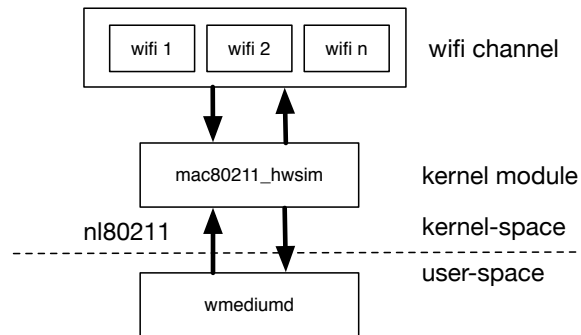 wifi 1 wifi 2 wifi n wifi channel
mac80211_hwsim kernel module
nl80211 kernel-space
user-space
wmediumd